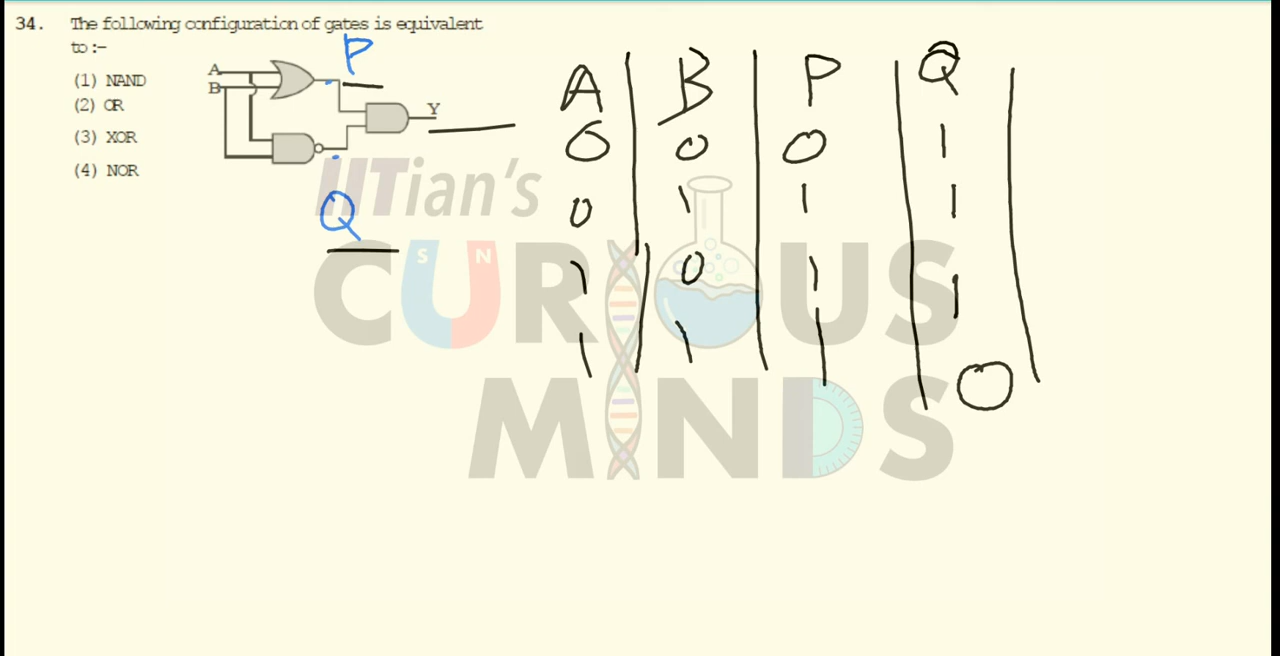 34. The following configuration of gates is equivalent
to :-
(1) NAND
(2) OR
(3) XOR
(4) NOR
A
B
Y
P
Q
A B P Q
0 0 0 1
0 1 1 1
1 0 1 1
1 1 1 0
IITian's
CURIOUS
S N
MINDS